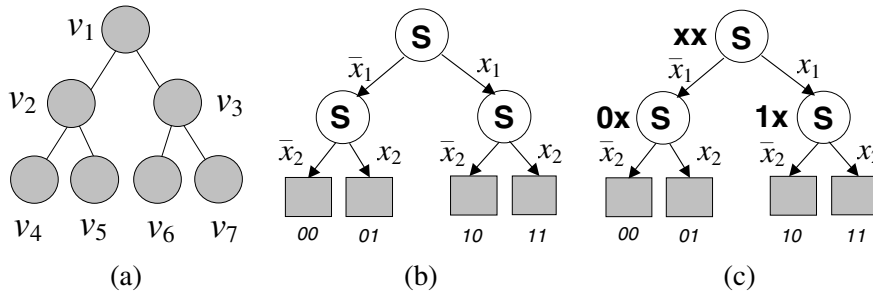 v1
v2 v3
v4 v5 v6 v7
(a)
S
x̄1 x1
S S
x̄2 x2 x̄2 x2
00 01 10 11
(b)
xx S
x̄1 x1
0x S 1x S
x̄2 x2 x̄2 x2
00 01 10 11
(c)